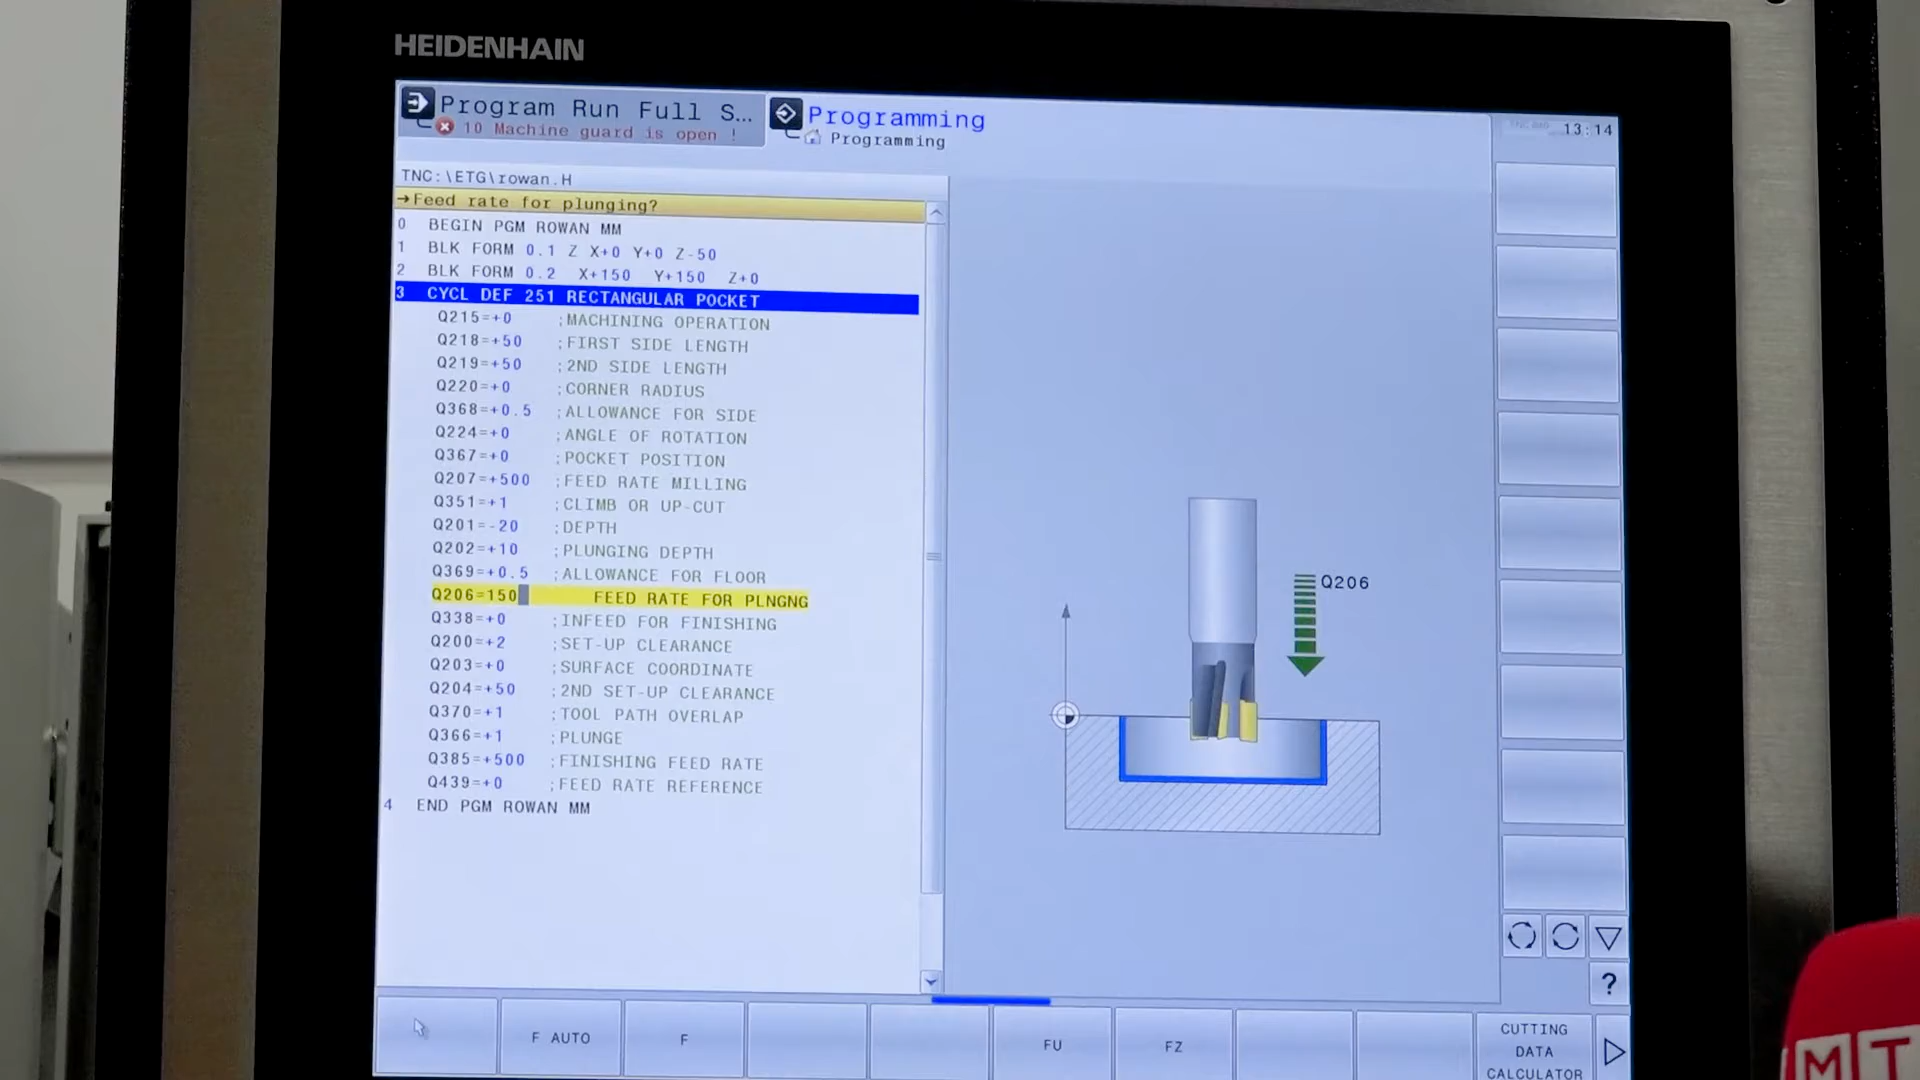 HEIDENHAIN
Program Run Full S...
10 Machine guard is open !
Programming
Programming
13:14
TNC:\ETG\rowan.H
→Feed rate for plunging?
0 BEGIN PGM ROWAN MM
1 BLK FORM 0.1 Z X+0 Y+0 Z-50
2 BLK FORM 0.2 X+150 Y+150 Z+0
3 CYCL DEF 251 RECTANGULAR POCKET
Q215=+0 ;MACHINING OPERATION
Q218=+50 ;FIRST SIDE LENGTH
Q219=+50 ;2ND SIDE LENGTH
Q220=+0 ;CORNER RADIUS
Q368=+0.5 ;ALLOWANCE FOR SIDE
Q224=+0 ;ANGLE OF ROTATION
Q367=+0 ;POCKET POSITION
Q207=+500 ;FEED RATE MILLING
Q351=+1 ;CLIMB OR UP-CUT
Q201=-20 ;DEPTH
Q202=+10 ;PLUNGING DEPTH
Q369=+0.5 ;ALLOWANCE FOR FLOOR
Q206=150 FEED RATE FOR PLNGNG
Q338=+0 ;INFEED FOR FINISHING
Q200=+2 ;SET-UP CLEARANCE
Q203=+0 ;SURFACE COORDINATE
Q204=+50 ;2ND SET-UP CLEARANCE
Q370=+1 ;TOOL PATH OVERLAP
Q366=+1 ;PLUNGE
Q385=+500 ;FINISHING FEED RATE
Q439=+0 ;FEED RATE REFERENCE
4 END PGM ROWAN MM
Q206
?
F AUTO
F
FU
FZ
CUTTING
DATA
CALCULATOR
MT